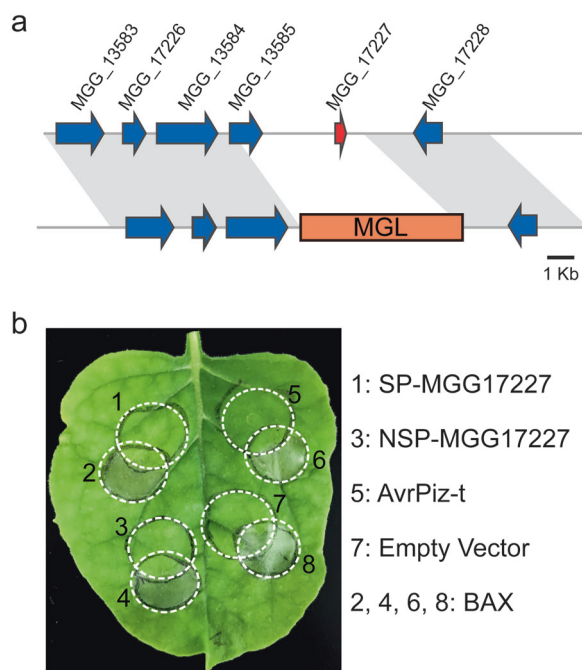 a
MGG_13583
MGG_17226
MGG_13584
MGG_13585
MGG_17227
MGG_17228
MGL
1 Kb
b
1
2
3
4
5
6
7
8
1: SP-MGG17227
3: NSP-MGG17227
5: AvrPiz-t
7: Empty Vector
2, 4, 6, 8: BAX